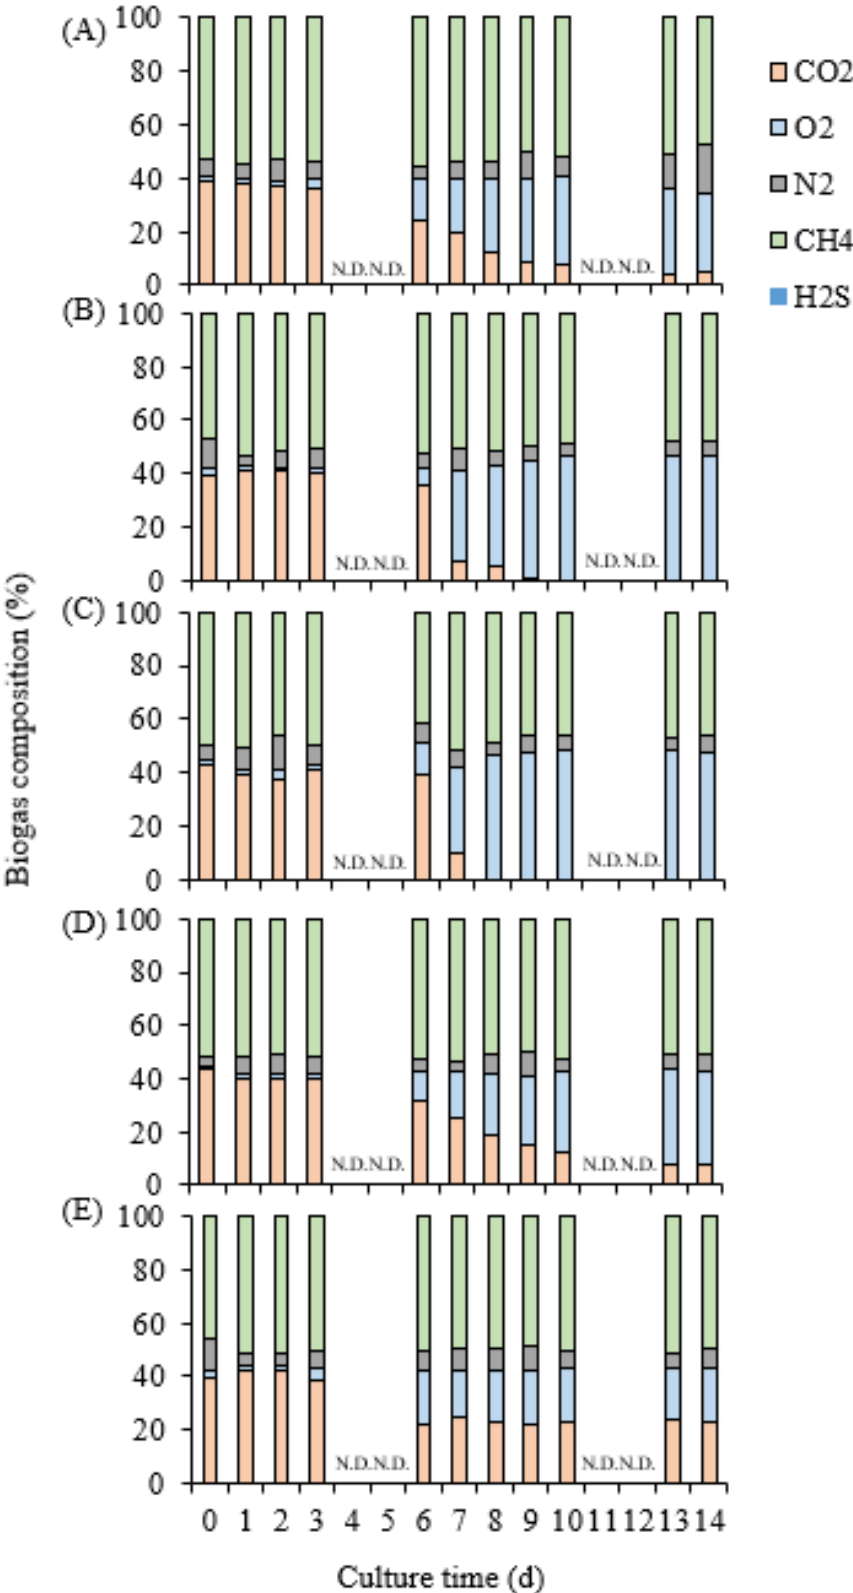 (A)
100
80
60
40
20
0
N.D.N.D.
N.D.N.D.
CO2
O2
N2
CH4
H2S
(B)
100
80
60
40
20
0
N.D.N.D.
N.D.N.D.
Biogas composition (%)
(C)
100
80
60
40
20
0
N.D.N.D.
N.D.N.D.
(D)
100
80
60
40
20
0
N.D.N.D.
N.D.N.D.
(E)
100
80
60
40
20
0
N.D.N.D.
N.D.N.D.
0 1 2 3 4 5 6 7 8 9 10 11 12 13 14
Culture time (d)